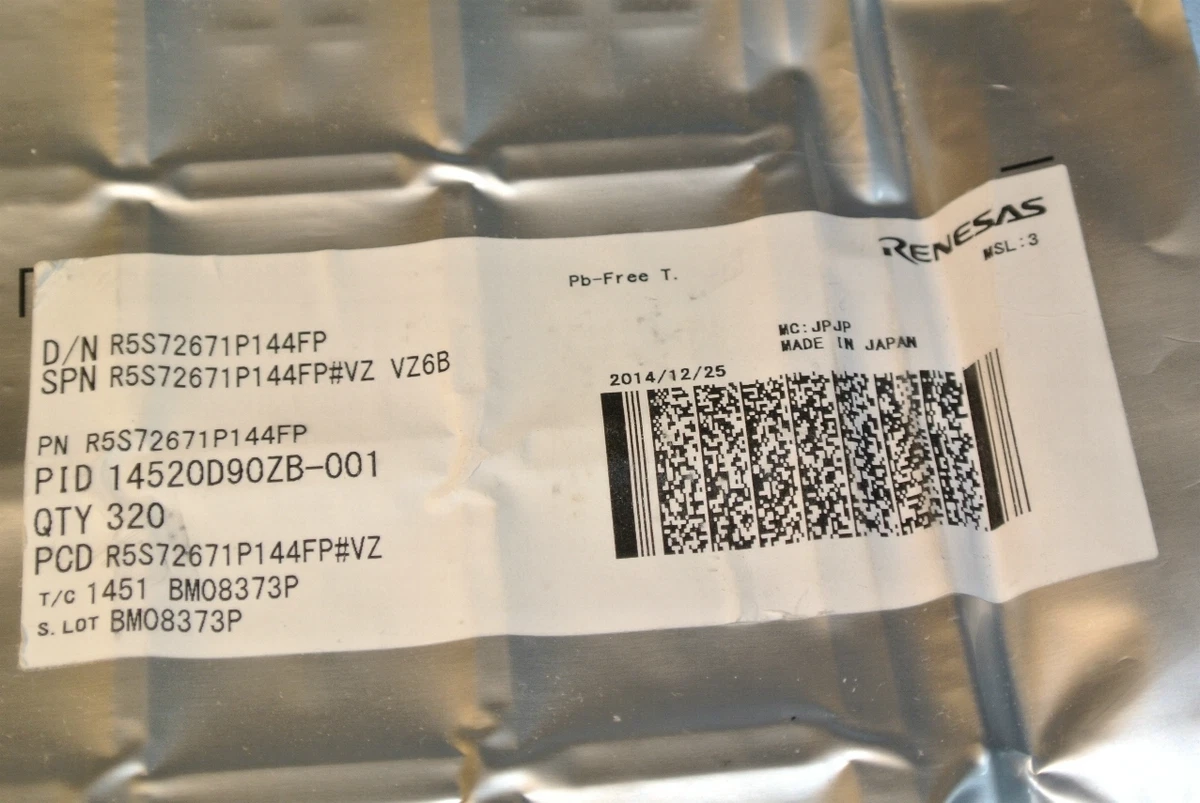 RENESAS
MSL:3
Pb-Free T.
D/N R5S72671P144FP
SPN R5S72671P144FP#VZ VZ6B
MC:JPJP
MADE IN JAPAN
2014/12/25
PN R5S72671P144FP
PID 14520D90ZB-001
QTY 320
PCD R5S72671P144FP#VZ
T/C 1451 BM08373P
S. LOT BM08373P